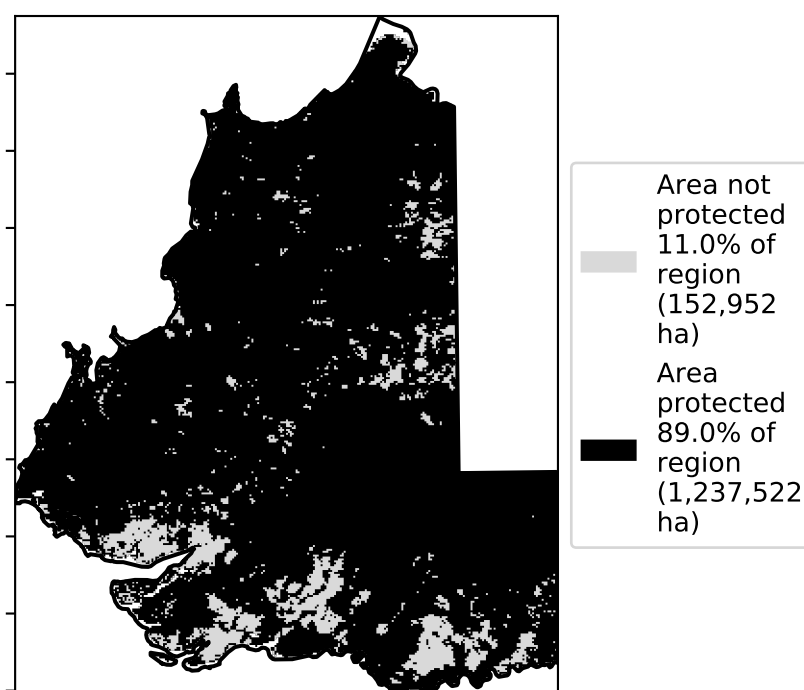 Area not
protected
11.0% of
region
(152,952
ha)
Area
protected
89.0% of
region
(1,237,522
ha)